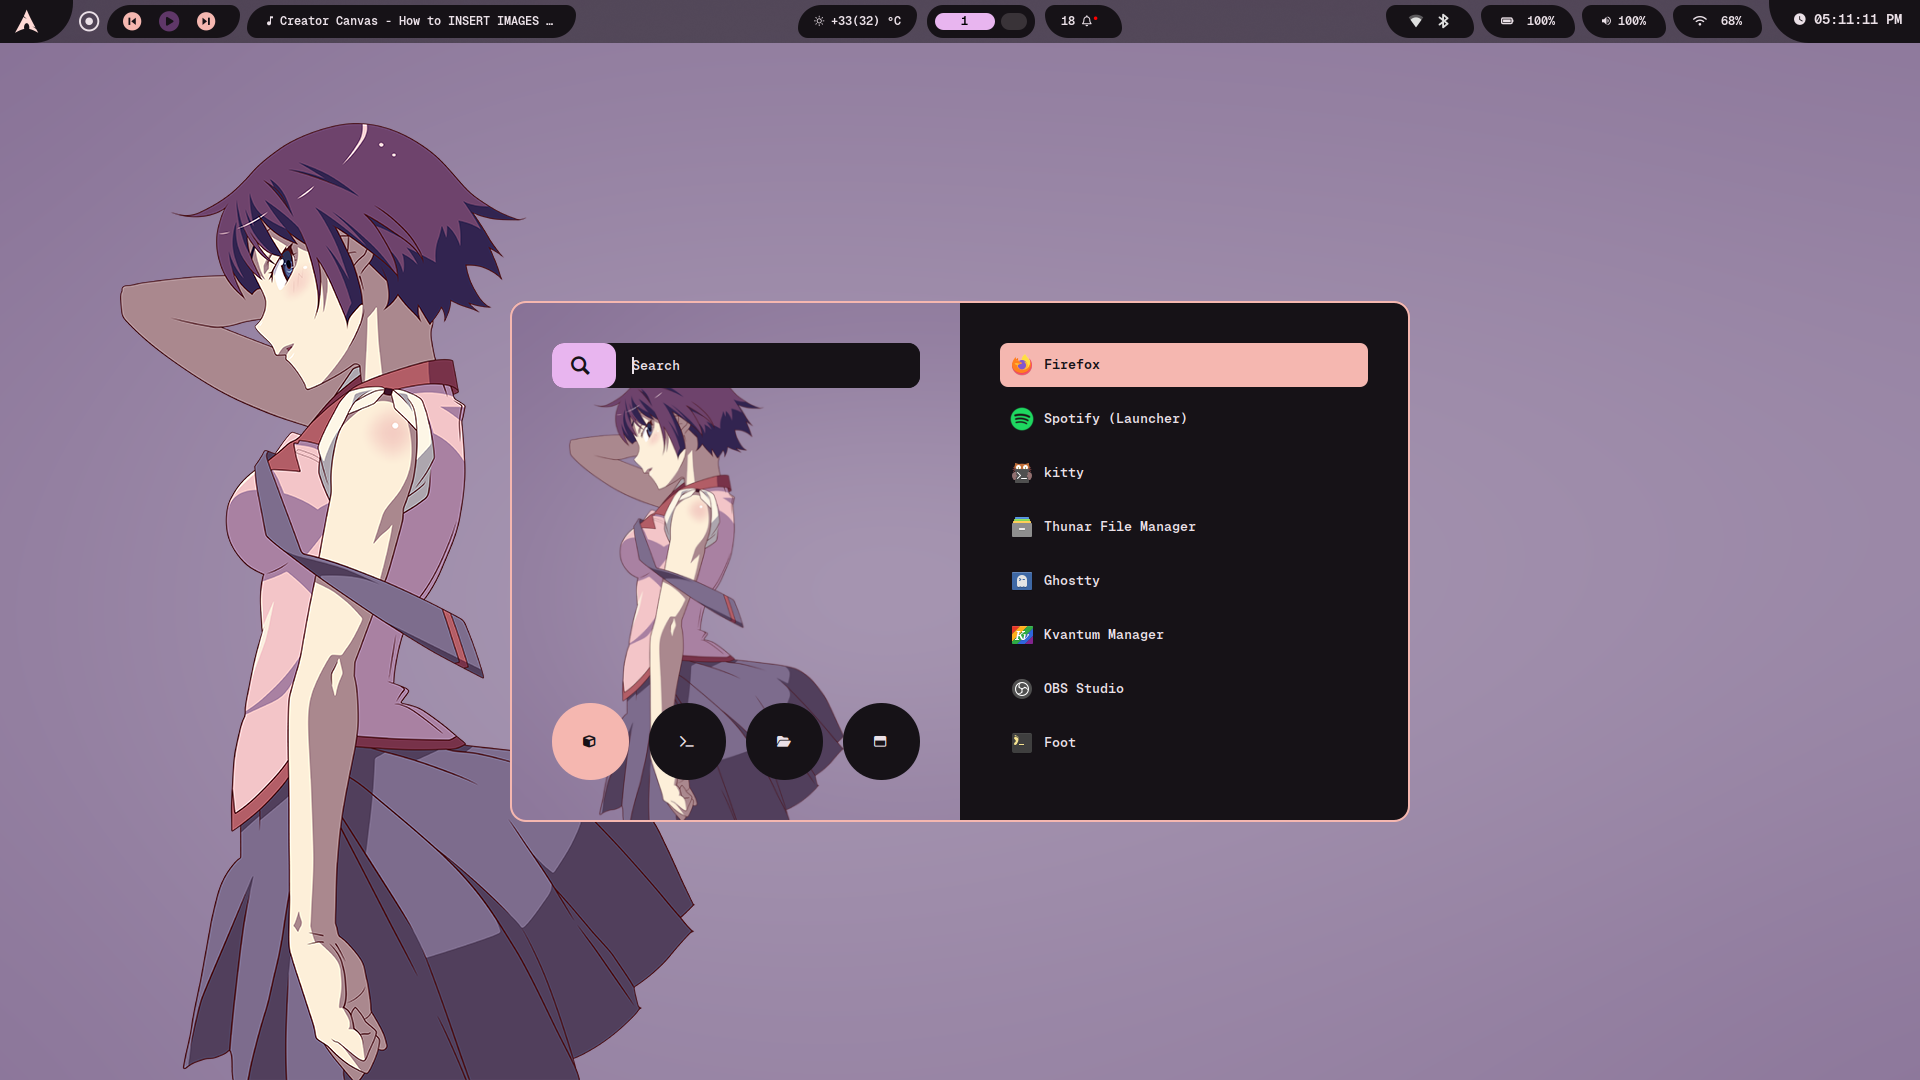 Creator Canvas - How to INSERT IMAGES …
+33(32) °C
1
18
100%
100%
68%
05:11:11 PM
Search
Firefox
Spotify (Launcher)
kitty
Thunar File Manager
Ghostty
Kvantum Manager
OBS Studio
Foot